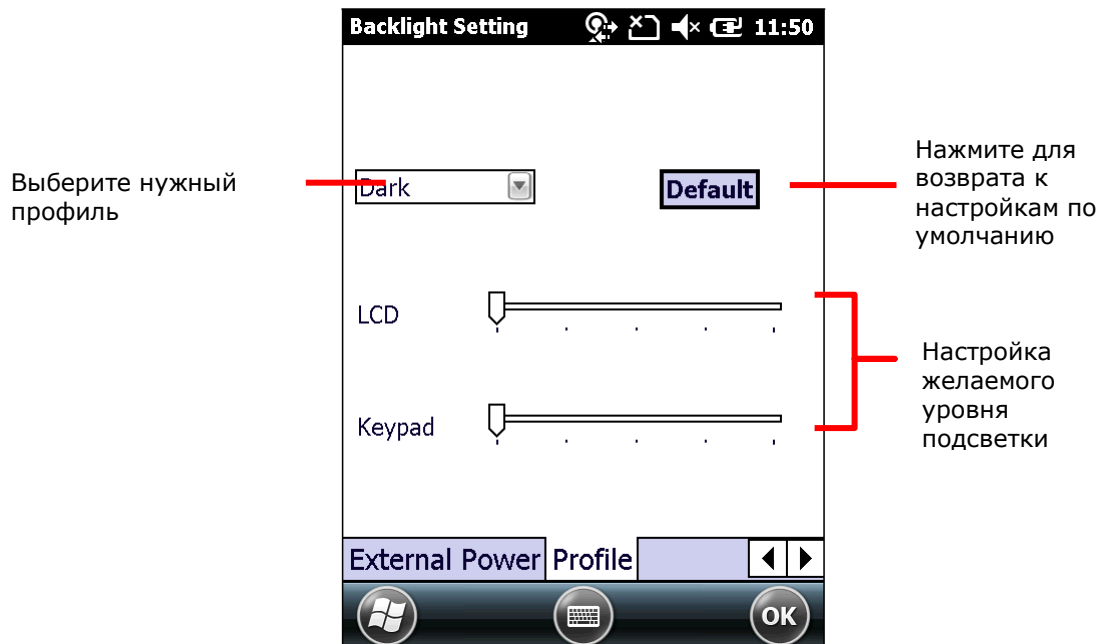 Backlight Setting 11:50
Выберите нужный
профиль
Dark
Default
Нажмите для
возврата к
настройкам по
умолчанию
LCD
Keypad
Настройка
желаемого
уровня
подсветки
External Power Profile
OK